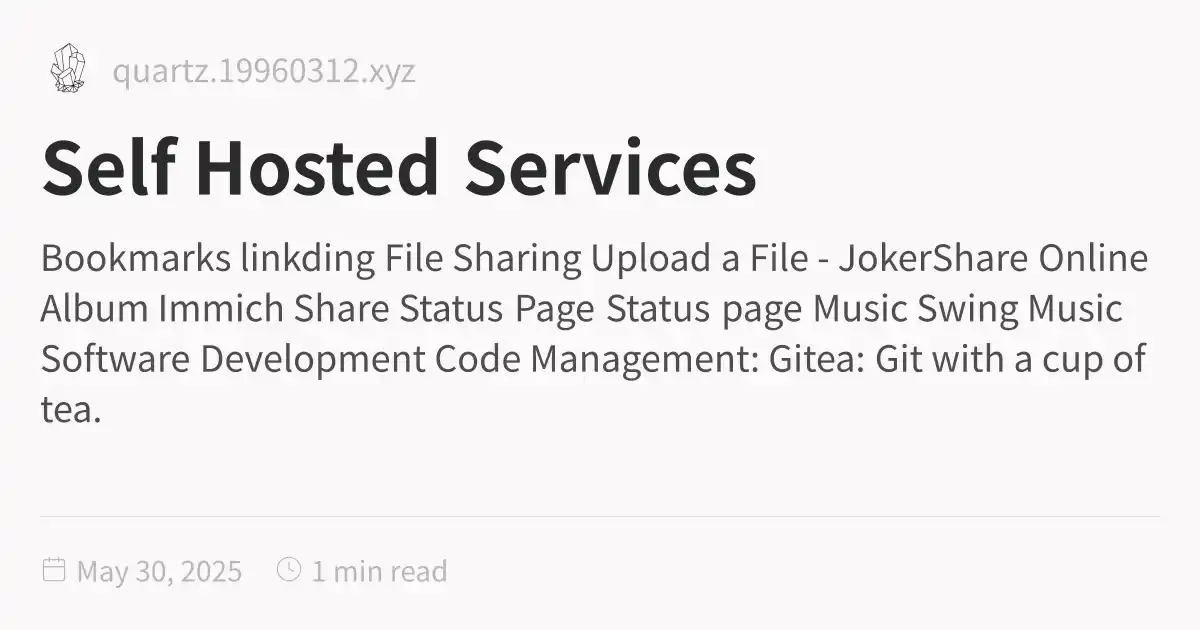 quartz.19960312.xyz
Self Hosted Services
Bookmarks linkding File Sharing Upload a File - JokerShare Online
Album Immich Share Status Page Status page Music Swing Music
Software Development Code Management: Gitea: Git with a cup of
tea.
May 30, 2025 1 min read